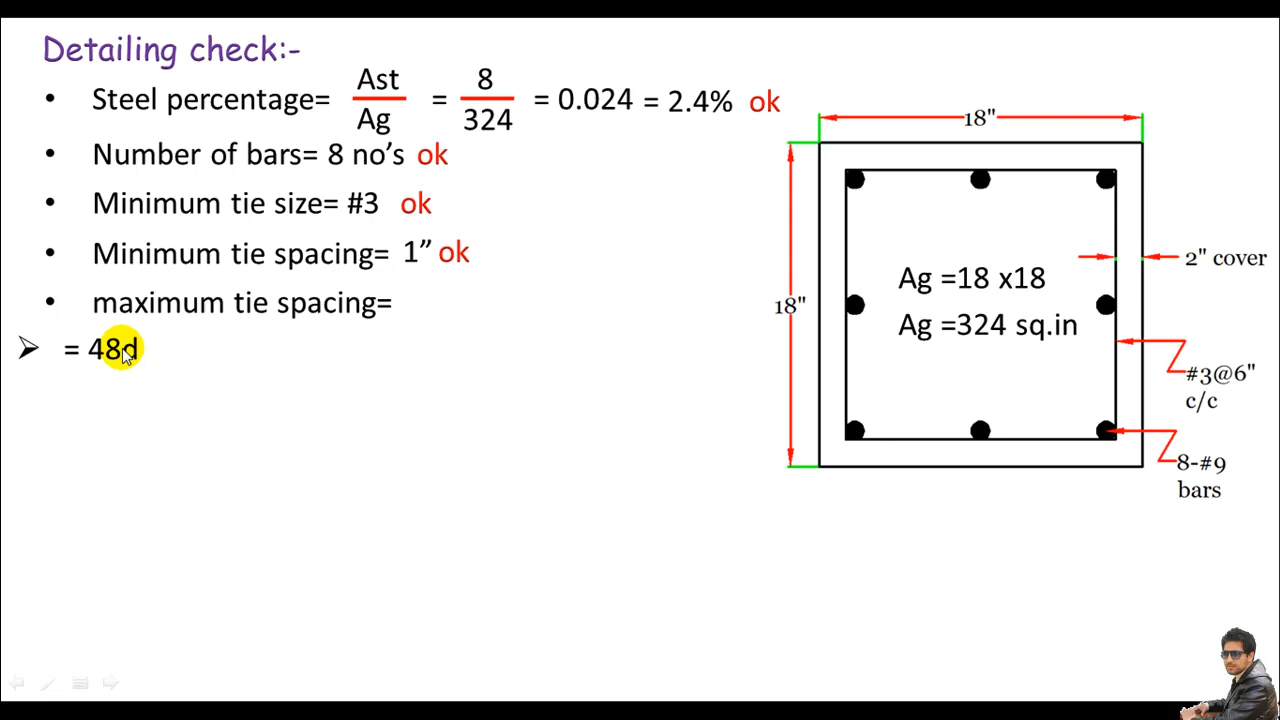 Detailing check:-
• Steel percentage= Ast/Ag = 8/324 = 0.024 = 2.4% ok
• Number of bars= 8 no’s ok
• Minimum tie size= #3 ok
• Minimum tie spacing= 1” ok
• maximum tie spacing=
➢ = 48d
18"
18"
Ag =18 x18
Ag =324 sq.in
2" cover
#3@6"
c/c
8-#9
bars